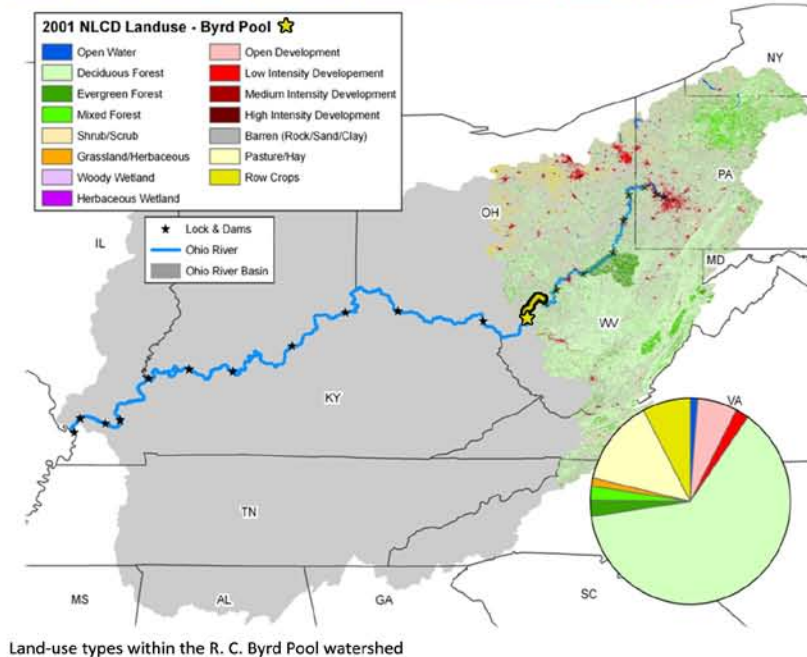 2001 NLCD Landuse - Byrd Pool
Open Water
Deciduous Forest
Evergreen Forest
Mixed Forest
Shrub/Scrub
Grassland/Herbaceous
Woody Wetland
Herbaceous Wetland
Open Development
Low Intensity Developement
Medium Intensity Development
High Intensity Development
Barren (Rock/Sand/Clay)
Pasture/Hay
Row Crops
Lock & Dams
Ohio River
Ohio River Basin
NY
PA
OH
IL
MD
WV
KY
VA
TN
MS
AL
GA
SC
Land-use types within the R. C. Byrd Pool watershed